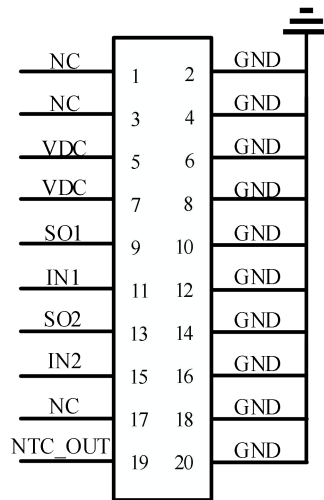 NC 1 2 GND
NC 3 4 GND
VDC 5 6 GND
VDC 7 8 GND
SO1 9 10 GND
IN1 11 12 GND
SO2 13 14 GND
IN2 15 16 GND
NC 17 18 GND
NTC_OUT 19 20 GND